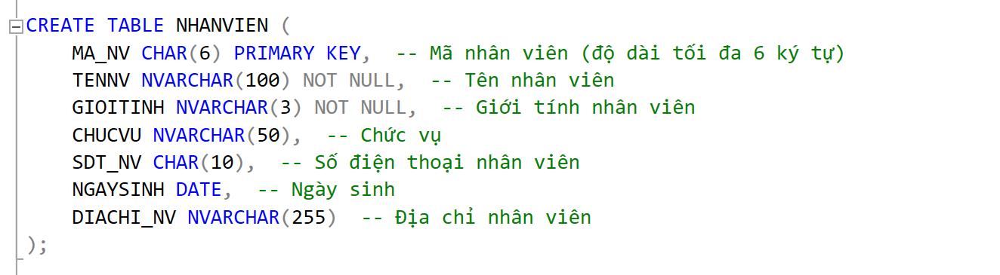 CREATE TABLE NHANVIEN (
    MA_NV CHAR(6) PRIMARY KEY,  -- Mã nhân viên (độ dài tối đa 6 ký tự)
    TENNV NVARCHAR(100) NOT NULL,  -- Tên nhân viên
    GIOITINH NVARCHAR(3) NOT NULL,  -- Giới tính nhân viên
    CHUCVU NVARCHAR(50),  -- Chức vụ
    SDT_NV CHAR(10),  -- Số điện thoại nhân viên
    NGAYSINH DATE,  -- Ngày sinh
    DIACHI_NV NVARCHAR(255)  -- Địa chỉ nhân viên
);